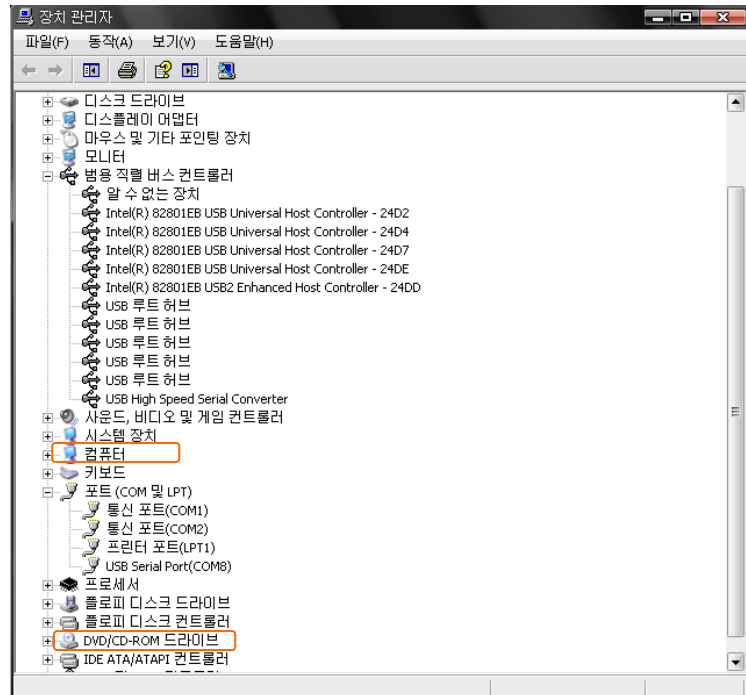 장치 관리자
파일(F) 동작(A) 보기(V) 도움말(H)
디스크 드라이브
디스플레이 어댑터
마우스 및 기타 포인팅 장치
모니터
범용 직렬 버스 컨트롤러
알 수 없는 장치
Intel(R) 82801EB USB Universal Host Controller - 24D2
Intel(R) 82801EB USB Universal Host Controller - 24D4
Intel(R) 82801EB USB Universal Host Controller - 24D7
Intel(R) 82801EB USB Universal Host Controller - 24DE
Intel(R) 82801EB USB2 Enhanced Host Controller - 24DD
USB 루트 허브
USB 루트 허브
USB 루트 허브
USB 루트 허브
USB 루트 허브
USB High Speed Serial Converter
사운드, 비디오 및 게임 컨트롤러
시스템 장치
컴퓨터
키보드
포트 (COM 및 LPT)
통신 포트(COM1)
통신 포트(COM2)
프린터 포트(LPT1)
USB Serial Port(COM8)
프로세서
플로피 디스크 드라이브
플로피 디스크 컨트롤러
DVD/CD-ROM 드라이브
IDE ATA/ATAPI 컨트롤러